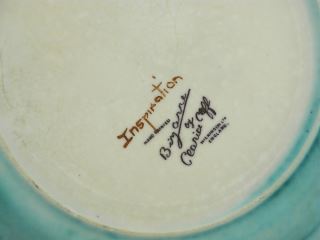 Inspiration
HAND PAINTED
Bizarre
by
Clarice Cliff
WILKINSON LTD
ENGLAND.